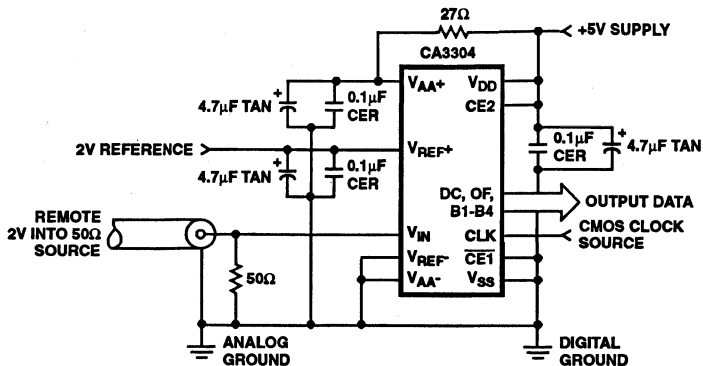 27Ω
+5V SUPPLY
CA3304
VAA+
VDD
CE2
+
4.7μF TAN
0.1μF
CER
0.1μF
CER
+
4.7μF TAN
2V REFERENCE
VREF+
+
4.7μF TAN
0.1μF
CER
DC, OF,
B1-B4
OUTPUT DATA
REMOTE
2V INTO 50Ω
SOURCE
VIN
CLK
CMOS CLOCK
SOURCE
VREF-
CE1
50Ω
VAA-
VSS
ANALOG
GROUND
DIGITAL
GROUND